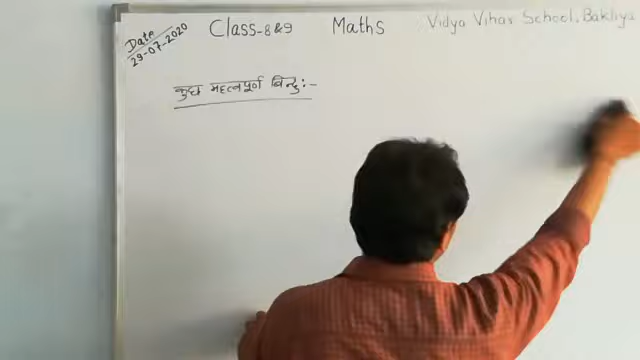 Date
29-07-2020
Class-8&9 Maths Vidya Vihar School, Bakliya
कुछ महत्वपूर्ण बिन्दु :-